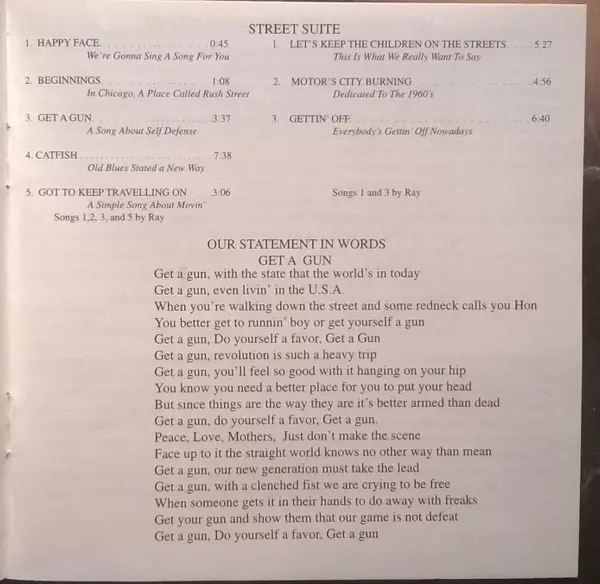 STREET SUITE
1. HAPPY FACE. . . . . . . . . . . . . . . . . . 0:45
We're Gonna Sing A Song For You
2. BEGINNINGS. . . . . . . . . . . . . . . . . . 1:08
In Chicago, A Place Called Rush Street
3. GET A GUN. . . . . . . . . . . . . . . . . . . 3:37
A Song About Self Defense
4. CATFISH . . . . . . . . . . . . . . . . . . . . . 7:38
Old Blues Stated a New Way
5. GOT TO KEEP TRAVELLING ON . . . . 3:06
A Simple Song About Movin'
Songs 1,2, 3, and 5 by Ray
1. LET'S KEEP THE CHILDREN ON THE STREETS. . . . 5:27
This Is What We Really Want To Say
2. MOTOR'S CITY BURNING . . . . . . . . . . . . . . . . . . . 4:56
Dedicated To The 1960's
3. GETTIN' OFF. . . . . . . . . . . . . . . . . . . . . . . . . . . . . 6:40
Everybody's Gettin' Off Nowadays
Songs 1 and 3 by Ray
OUR STATEMENT IN WORDS
GET A GUN
Get a gun, with the state that the world's in today
Get a gun, even livin' in the U.S.A.
When you're walking down the street and some redneck calls you Hon
You better get to runnin' boy or get yourself a gun
Get a gun, Do yourself a favor, Get a Gun
Get a gun, revolution is such a heavy trip
Get a gun, you'll feel so good with it hanging on your hip
You know you need a better place for you to put your head
But since things are the way they are it's better armed than dead
Get a gun, do yourself a favor, Get a gun.
Peace, Love, Mothers, Just don't make the scene
Face up to it the straight world knows no other way than mean
Get a gun, our new generation must take the lead
Get a gun, with a clenched fist we are crying to be free
When someone gets it in their hands to do away with freaks
Get your gun and show them that our game is not defeat
Get a gun, Do yourself a favor, Get a gun